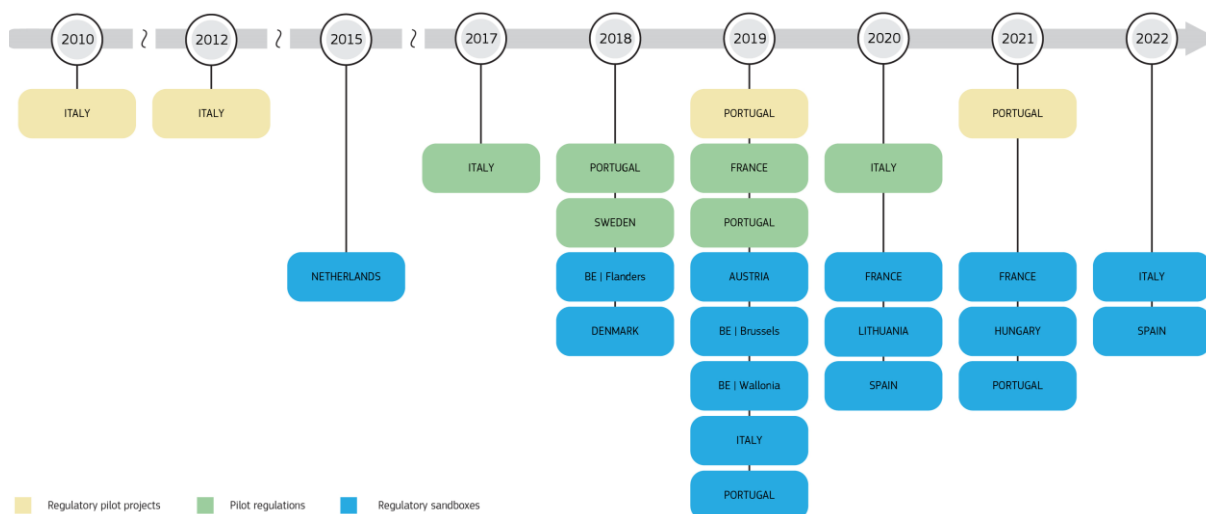 2010
2012
2015
2017
2018
2019
2020
2021
2022
ITALY
ITALY
PORTUGAL
PORTUGAL
ITALY
PORTUGAL
FRANCE
ITALY
SWEDEN
PORTUGAL
NETHERLANDS
BE | Flanders
AUSTRIA
FRANCE
FRANCE
ITALY
DENMARK
BE | Brussels
LITHUANIA
HUNGARY
SPAIN
BE | Wallonia
SPAIN
PORTUGAL
ITALY
PORTUGAL
Regulatory pilot projects
Pilot regulations
Regulatory sandboxes